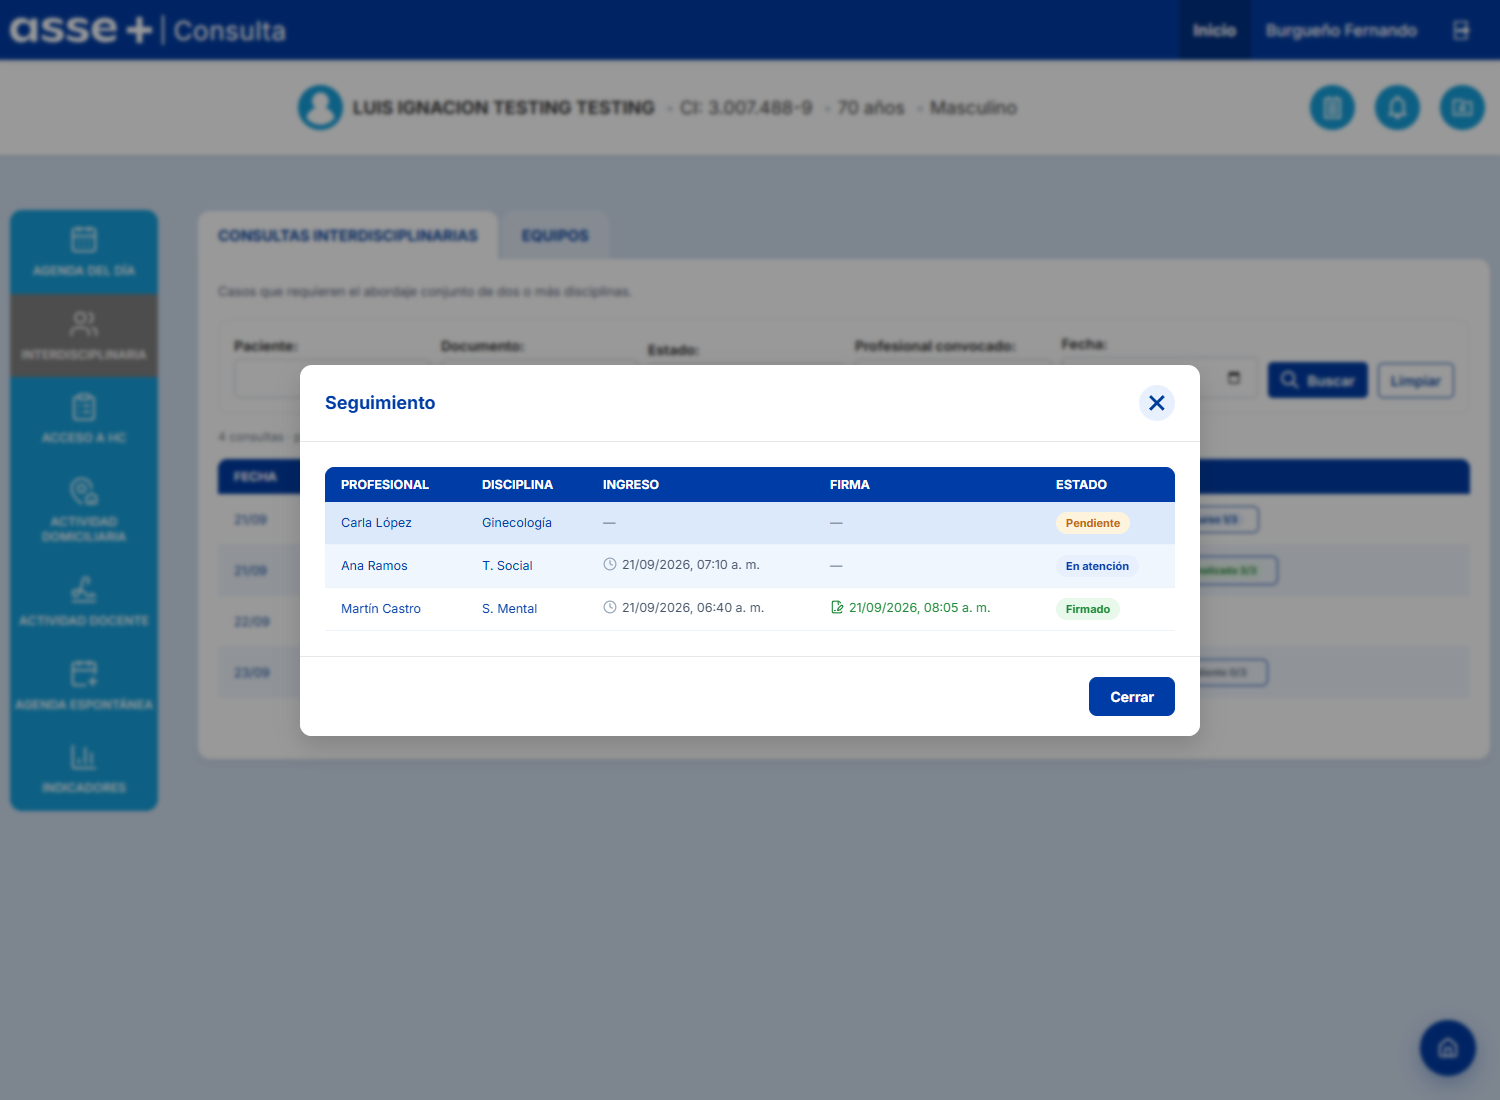 asse+ | Consulta
Inicio
Burgueño Fernando
LUIS IGNACION TESTING TESTING • CI: 3.007.488-9 • 70 años • Masculino
AGENDA DEL DÍA
INTERDISCIPLINARIA
ACCESO A HC
ACTIVIDAD
DOMICILIARIA
ACTIVIDAD DOCENTE
AGENDA ESPONTÁNEA
INDICADORES
CONSULTAS INTERDISCIPLINARIAS
EQUIPOS
Casos que requieren el abordaje conjunto de dos o más disciplinas.
Paciente:
Documento:
Estado:
Profesional convocado:
Fecha:
Buscar
Limpiar
4 consultas
FECHA
21/09
21/09
22/09
23/09
Seguimiento
PROFESIONAL DISCIPLINA INGRESO FIRMA ESTADO
Carla López Ginecología — — Pendiente
Ana Ramos T. Social 21/09/2026, 07:10 a. m. — En atención
Martín Castro S. Mental 21/09/2026, 06:40 a. m. 21/09/2026, 08:05 a. m. Firmado
Cerrar